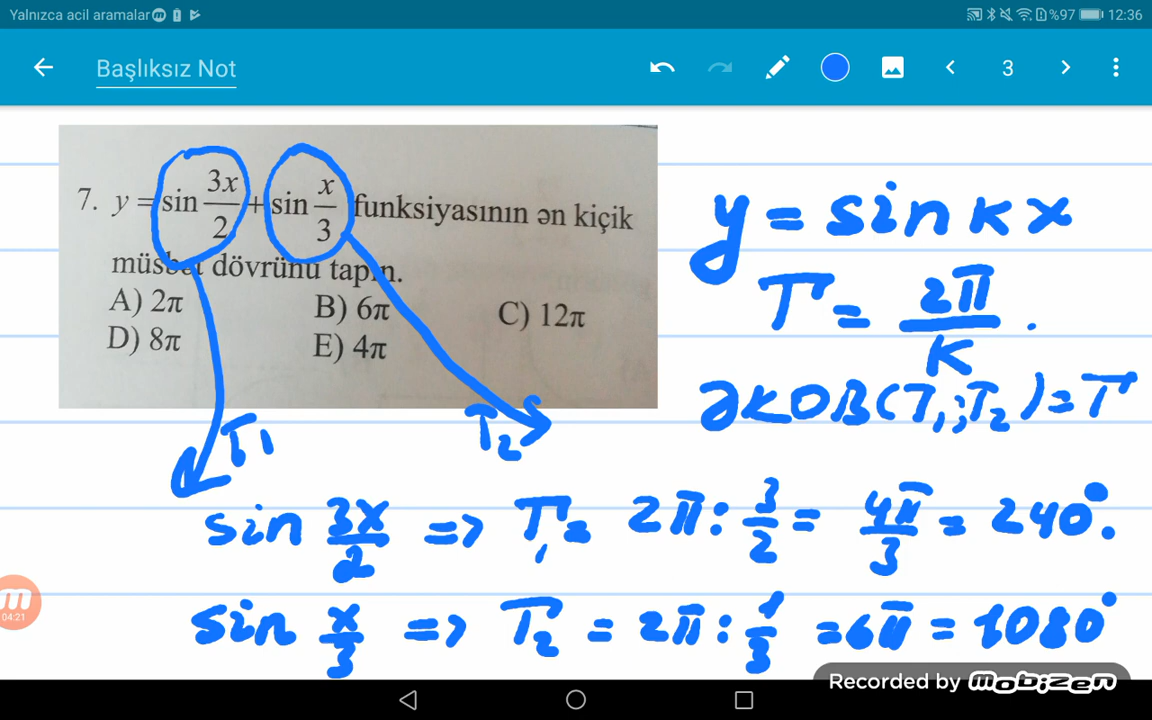 Yalnızca acil aramalar %97 12:36
Başlıksız Not 3
7. y = sin 3x/2 + sin x/3 funksiyasının ən kiçik
müsbət dövrünü tapın.
A) 2π B) 6π C) 12π
D) 8π E) 4π
y = sin kx
T = 2π/k .
ƏKOB(T₁;T₂)=T
T₁
T₂
sin 3x/2 => T₁ = 2π : 3/2 = 4π/3 = 240°.
sin x/3 => T₂ = 2π : 1/3 = 6π = 1080°
04:21
Recorded by mobizen